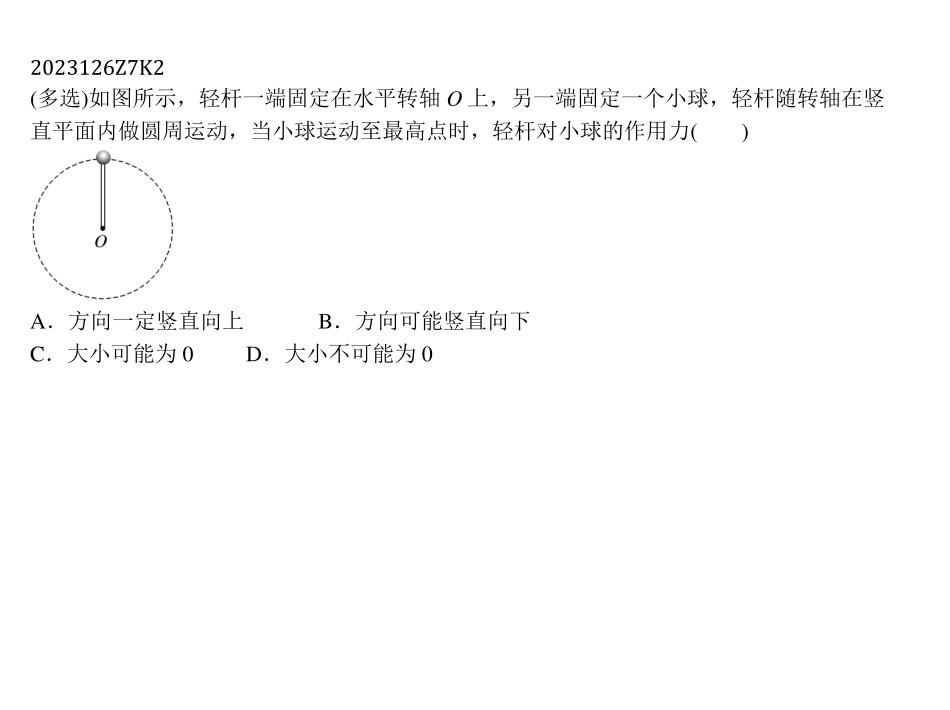 2023126Z7K2
(多选)如图所示，轻杆一端固定在水平转轴 O 上，另一端固定一个小球，轻杆随转轴在竖
直平面内做圆周运动，当小球运动至最高点时，轻杆对小球的作用力(　　)
O
A．方向一定竖直向上　　　B．方向可能竖直向下
C．大小可能为 0　　D．大小不可能为 0